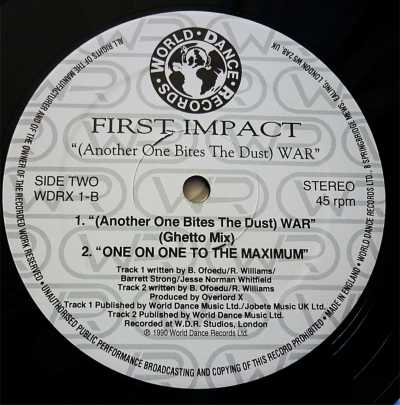 WORLD · DANCE
RECORDS.
FIRST IMPACT
"(Another One Bites The Dust) WAR"
SIDE TWO
WDRX 1-B
STEREO
45 rpm
1. "(Another One Bites The Dust) WAR"
(Ghetto Mix)
2. "ONE ON ONE TO THE MAXIMUM"
Track 1 written by B. Ofoedu/R. Williams/
Barrett Strong/Jesse Norman Whitfield
Track 2 written by B. Ofoedu/R. Williams
Produced by Overlord X
Track 1 Published by World Dance Music Ltd./Jobete Music UK Ltd.
Track 2 Published by World Dance Music Ltd.
Recorded at W.D.R. Studios, London
℗ 1990 World Dance Records Ltd.
ALL RIGHTS OF THE MANUFACTURER AND OF THE OWNER OF THE RECORDED WORK RESERVED • UNAUTHORISED PUBLIC PERFORMANCE BROADCASTING AND COPYING OF THIS RECORD PROHIBITED • MADE IN ENGLAND • WORLD DANCE RECORDS LTD., 8 SPRINGBRIDGE MEWS, EALING, LONDON W5 2AB, UK.
WR